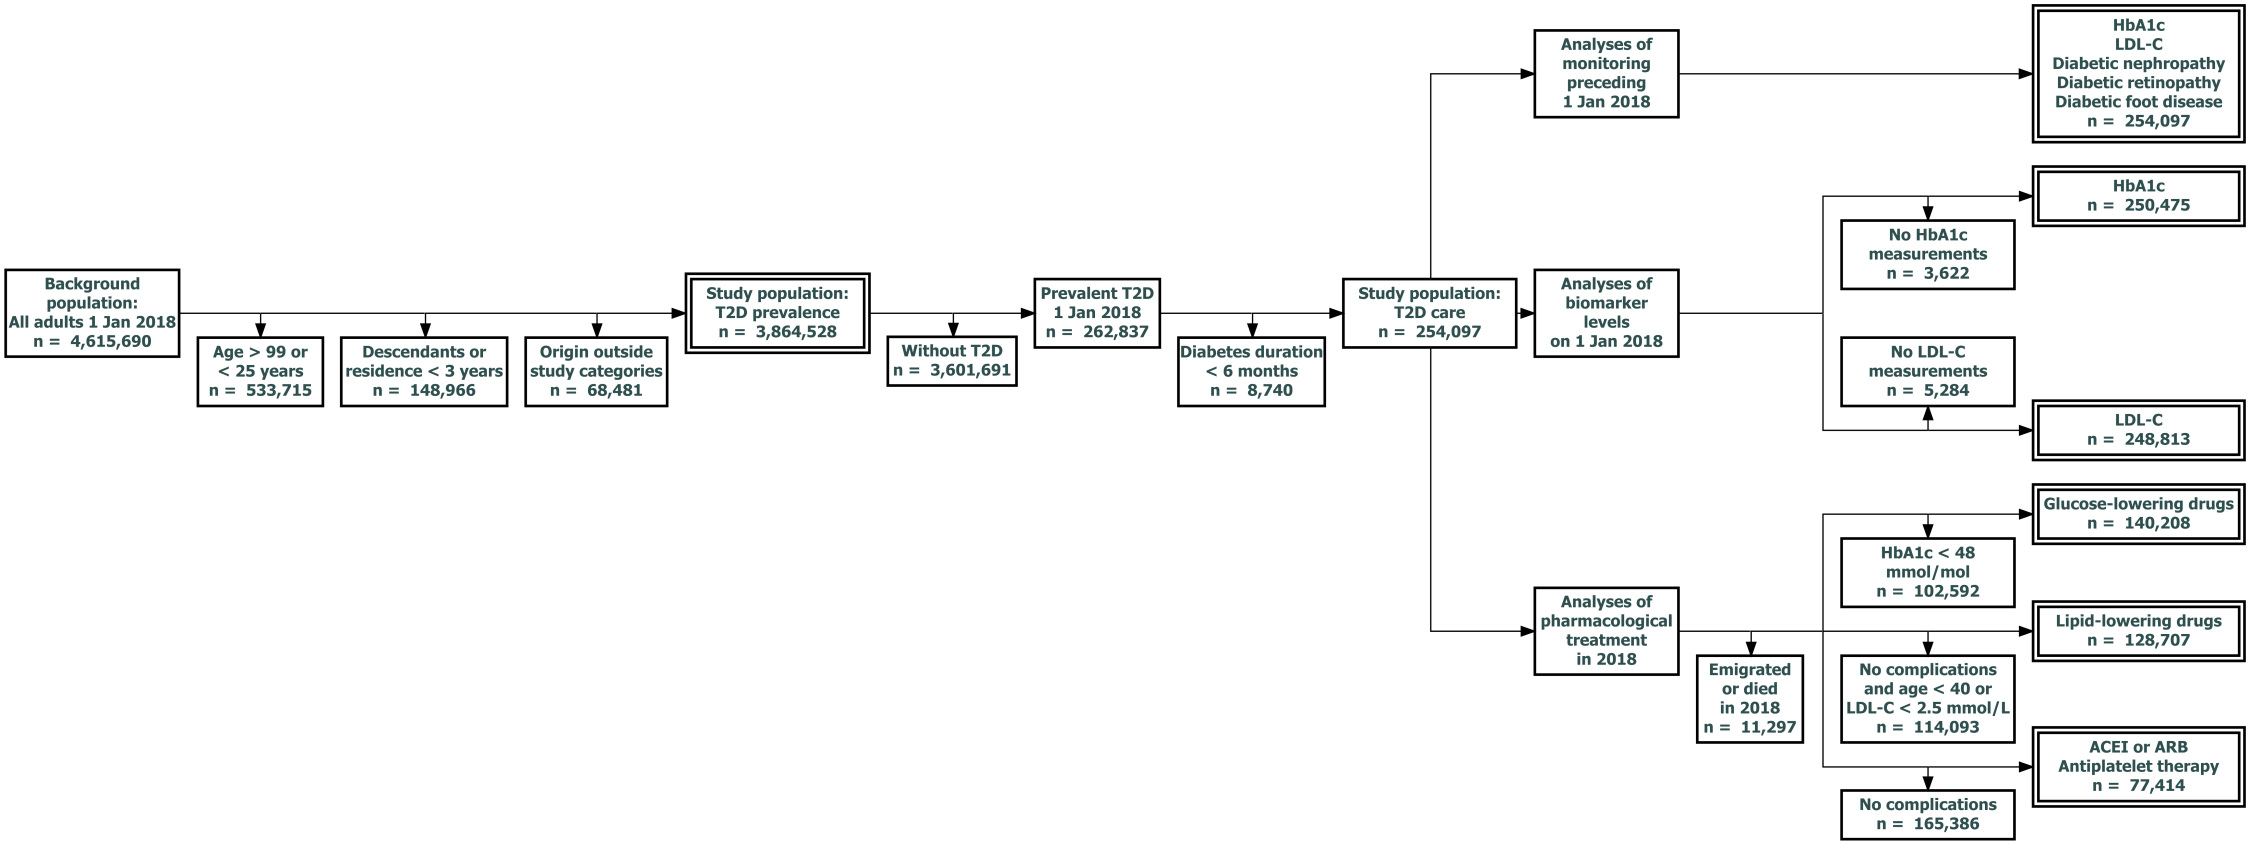 Background
population:
All adults 1 Jan 2018
n = 4,615,690
Age > 99 or
< 25 years
n = 533,715
Descendants or
residence < 3 years
n = 148,966
Origin outside
study categories
n = 68,481
Study population:
T2D prevalence
n = 3,864,528
Without T2D
n = 3,601,691
Prevalent T2D
1 Jan 2018
n = 262,837
Diabetes duration
< 6 months
n = 8,740
Study population:
T2D care
n = 254,097
Analyses of
monitoring
preceding
1 Jan 2018
HbA1c
LDL-C
Diabetic nephropathy
Diabetic retinopathy
Diabetic foot disease
n = 254,097
Analyses of
biomarker
levels
on 1 Jan 2018
HbA1c
n = 250,475
No HbA1c
measurements
n = 3,622
No LDL-C
measurements
n = 5,284
LDL-C
n = 248,813
Analyses of
pharmacological
treatment
in 2018
Emigrated
or died
in 2018
n = 11,297
Glucose-lowering drugs
n = 140,208
HbA1c < 48
mmol/mol
n = 102,592
Lipid-lowering drugs
n = 128,707
No complications
and age < 40 or
LDL-C < 2.5 mmol/L
n = 114,093
ACEI or ARB
Antiplatelet therapy
n = 77,414
No complications
n = 165,386